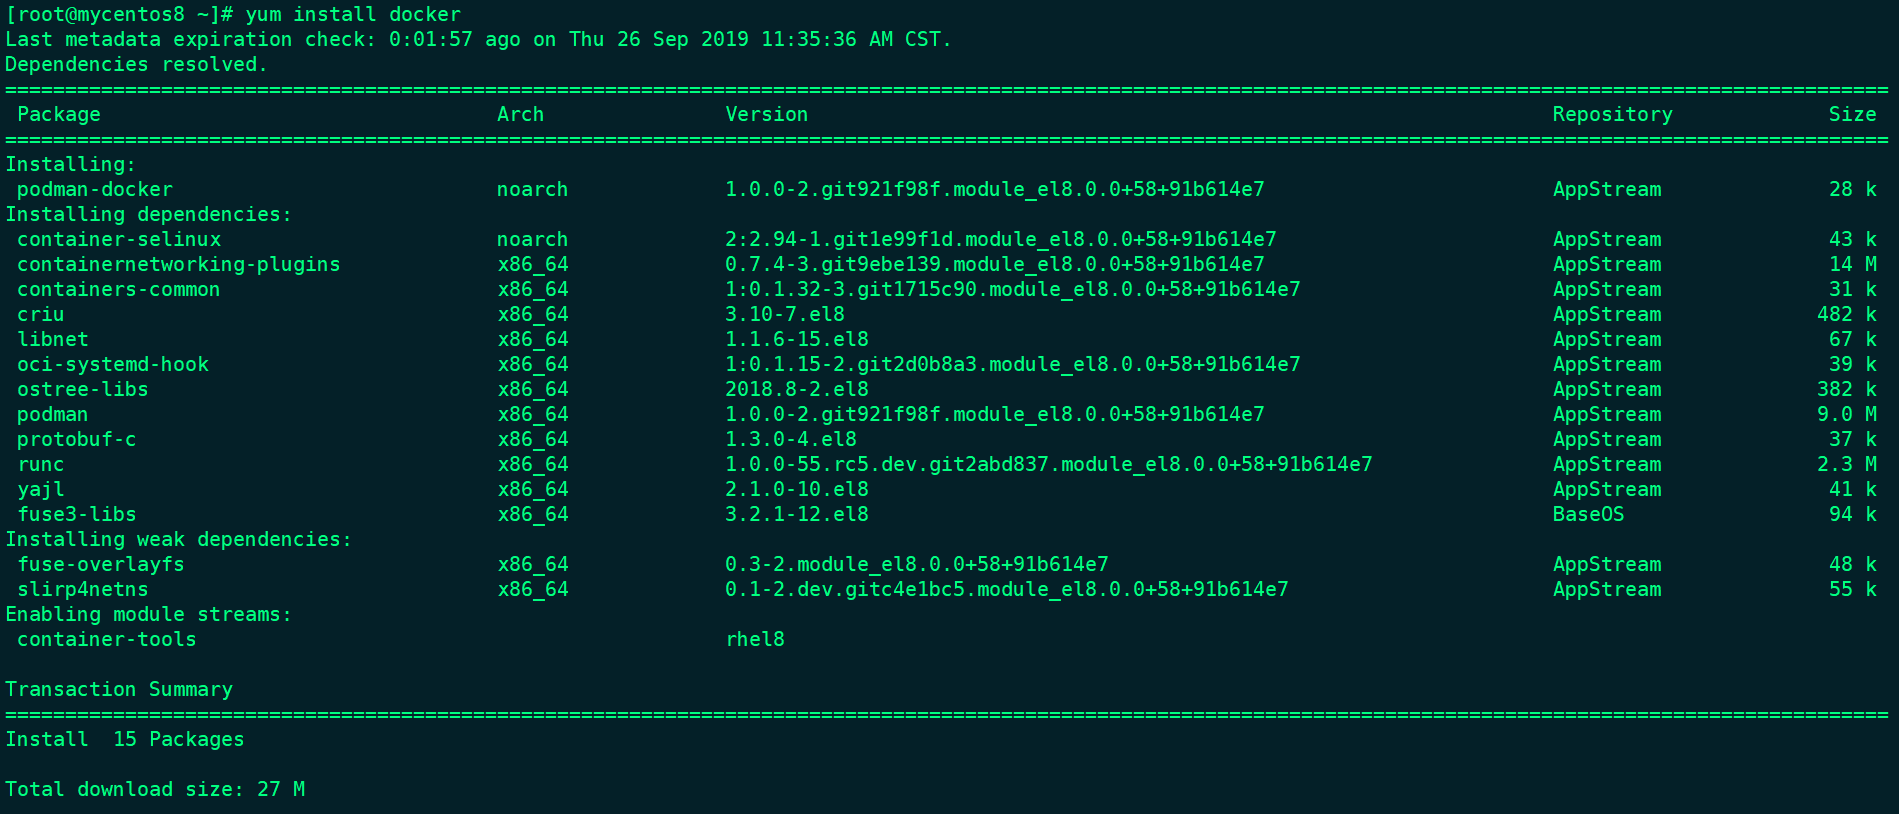 [root@mycentos8 ~]# yum install docker
Last metadata expiration check: 0:01:57 ago on Thu 26 Sep 2019 11:35:36 AM CST.
Dependencies resolved.
=============================================================================================================================================================
Package Arch Version Repository Size
=============================================================================================================================================================
Installing:
podman-docker noarch 1.0.0-2.git921f98f.module_el8.0.0+58+91b614e7 AppStream 28 k
Installing dependencies:
container-selinux noarch 2:2.94-1.git1e99f1d.module_el8.0.0+58+91b614e7 AppStream 43 k
containernetworking-plugins x86_64 0.7.4-3.git9ebe139.module_el8.0.0+58+91b614e7 AppStream 14 M
containers-common x86_64 1:0.1.32-3.git1715c90.module_el8.0.0+58+91b614e7 AppStream 31 k
criu x86_64 3.10-7.el8 AppStream 482 k
libnet x86_64 1.1.6-15.el8 AppStream 67 k
oci-systemd-hook x86_64 1:0.1.15-2.git2d0b8a3.module_el8.0.0+58+91b614e7 AppStream 39 k
ostree-libs x86_64 2018.8-2.el8 AppStream 382 k
podman x86_64 1.0.0-2.git921f98f.module_el8.0.0+58+91b614e7 AppStream 9.0 M
protobuf-c x86_64 1.3.0-4.el8 AppStream 37 k
runc x86_64 1.0.0-55.rc5.dev.git2abd837.module_el8.0.0+58+91b614e7 AppStream 2.3 M
yajl x86_64 2.1.0-10.el8 AppStream 41 k
fuse3-libs x86_64 3.2.1-12.el8 BaseOS 94 k
Installing weak dependencies:
fuse-overlayfs x86_64 0.3-2.module_el8.0.0+58+91b614e7 AppStream 48 k
slirp4netns x86_64 0.1-2.dev.gitc4e1bc5.module_el8.0.0+58+91b614e7 AppStream 55 k
Enabling module streams:
container-tools rhel8
Transaction Summary
=============================================================================================================================================================
Install 15 Packages
Total download size: 27 M